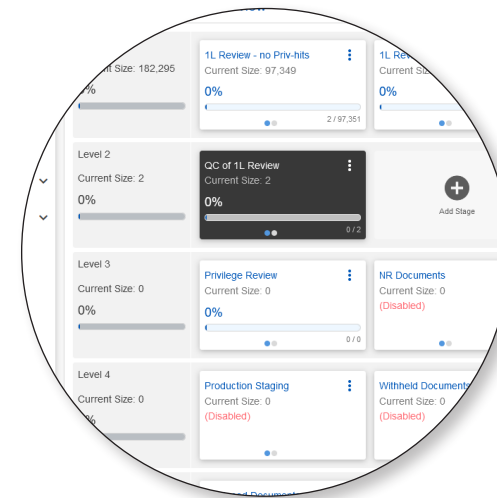 Size: 182,295
0%
1L Review - no Priv-hits
Current Size: 97,349
0%
2 / 97,351
1L
Current
0%
Level 2
Current Size: 2
0%
QC of 1L Review
Current Size: 2
0%
0 / 2
Add Stage
Level 3
Current Size: 0
0%
Privilege Review
Current Size: 0
0%
0 / 0
NR Documents
Current Size: 0
(Disabled)
Level 4
Current Size: 0
Production Staging
Current Size: 0
(Disabled)
Withheld Documents
Current Size: 0
(Disabled)